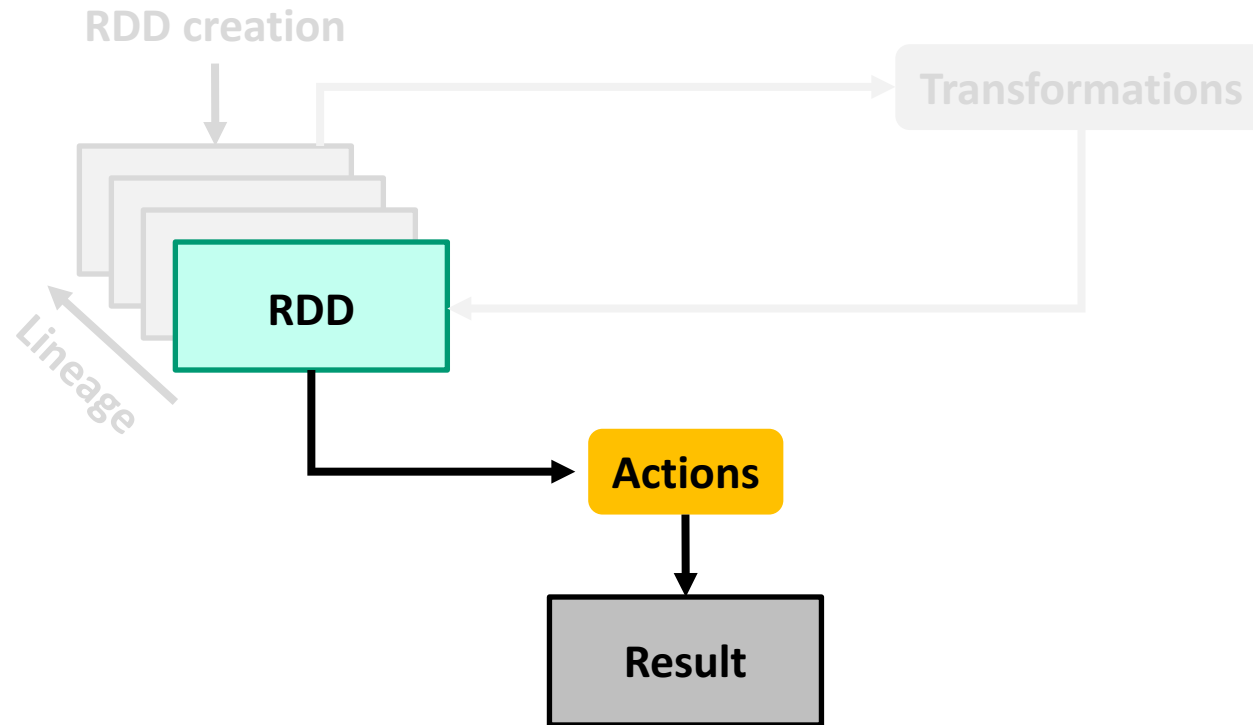 RDD creation
Transformations
RDD
Lineage
Actions
Result